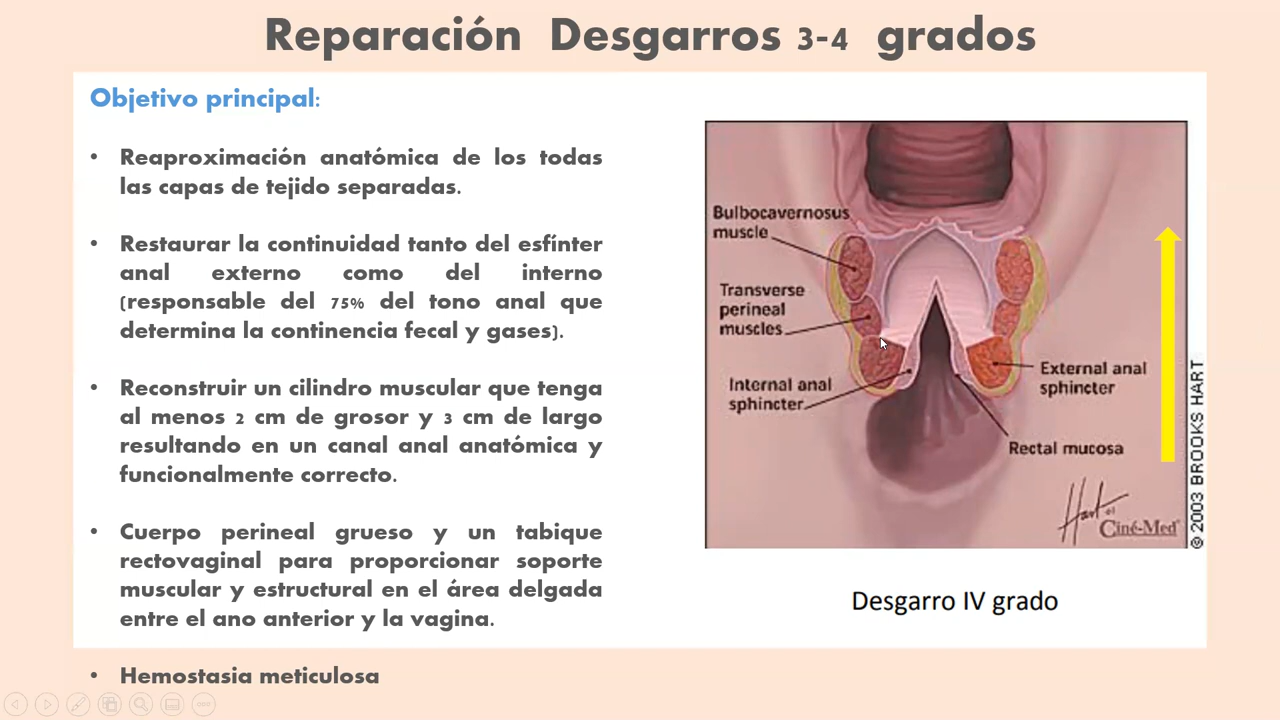 Reparación Desgarros 3-4 grados
Objetivo principal:
• Reaproximación anatómica de los todas
las capas de tejido separadas.
• Restaurar la continuidad tanto del esfínter
anal externo como del interno
(responsable del 75% del tono anal que
determina la continencia fecal y gases).
• Reconstruir un cilindro muscular que tenga
al menos 2 cm de grosor y 3 cm de largo
resultando en un canal anal anatómica y
funcionalmente correcto.
• Cuerpo perineal grueso y un tabique
rectovaginal para proporcionar soporte
muscular y estructural en el área delgada
entre el ano anterior y la vagina.
• Hemostasia meticulosa
Bulbocavernosus
muscle
Transverse
perineal
muscles
Internal anal
sphincter
External anal
sphincter
Rectal mucosa
Hart
Ciné-Med
© 2003 BROOKS HART
Desgarro IV grado